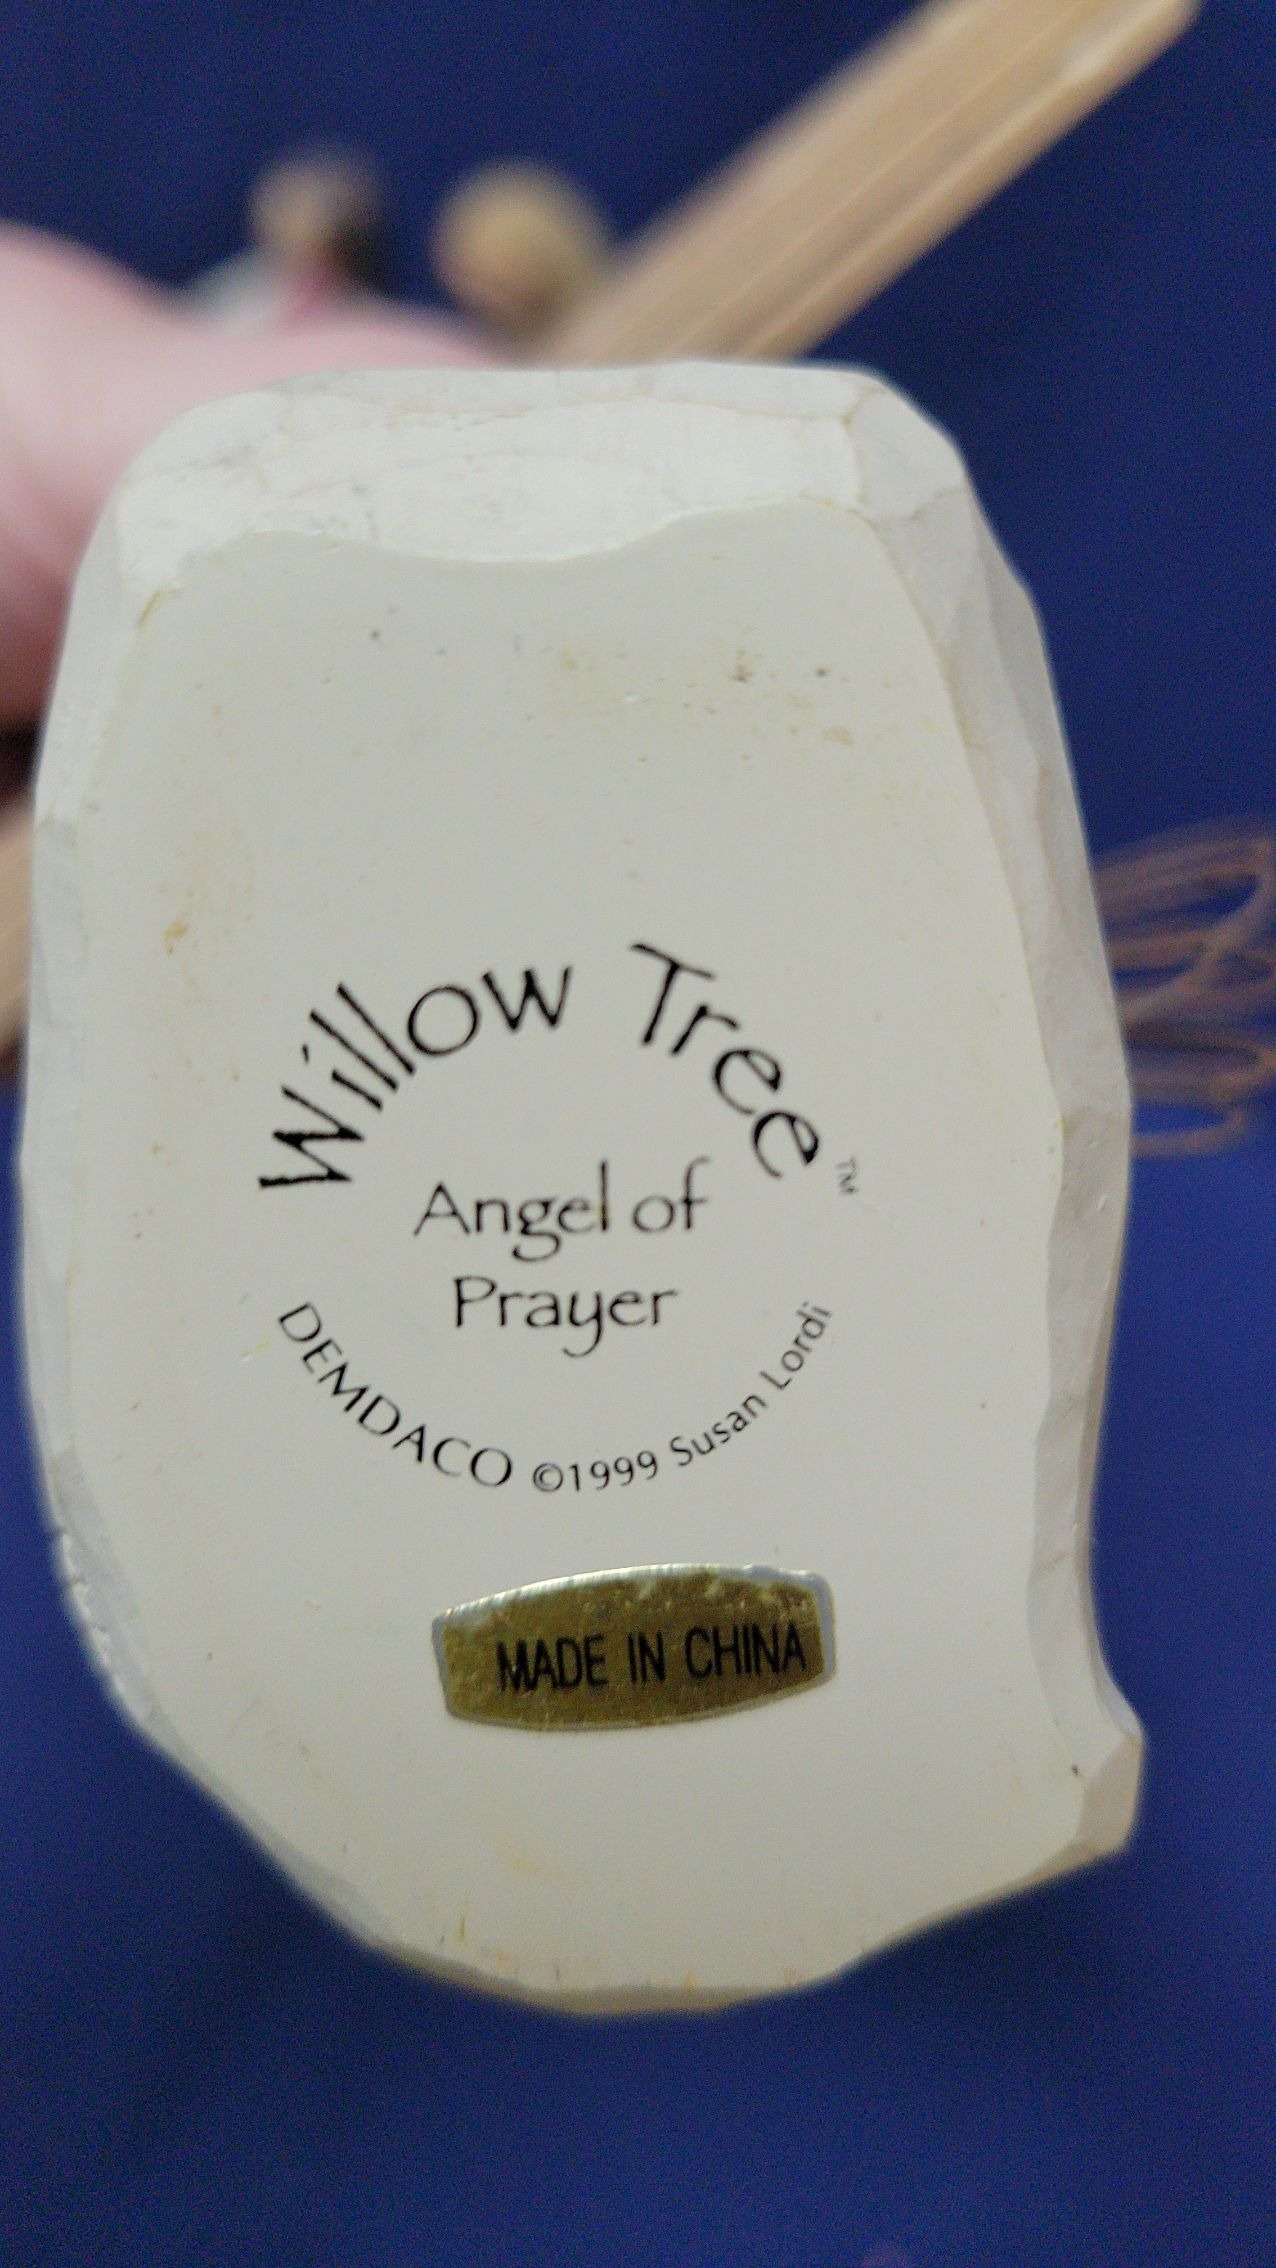 Willow Tree™
Angel of
Prayer
DEMDACO ©1999 Susan Lordi
MADE IN CHINA